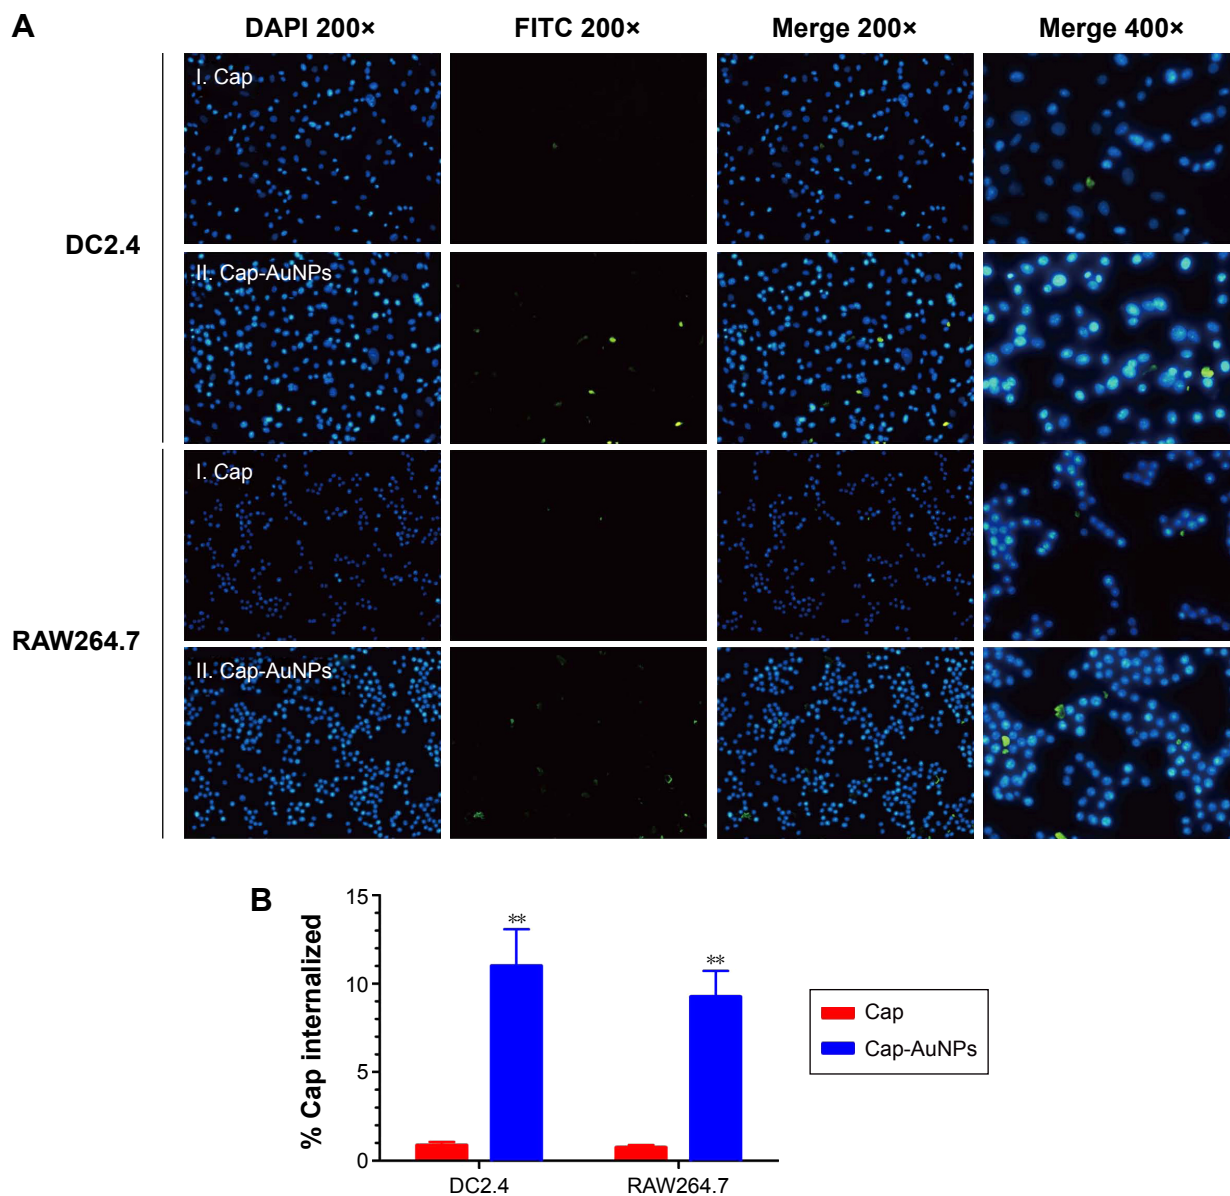 A
DAPI 200×
FITC 200×
Merge 200×
Merge 400×
I. Cap
DC2.4
II. Cap-AuNPs
I. Cap
RAW264.7
II. Cap-AuNPs
B
% Cap internalized
15
10
5
0
**
**
DC2.4
RAW264.7
Cap
Cap-AuNPs